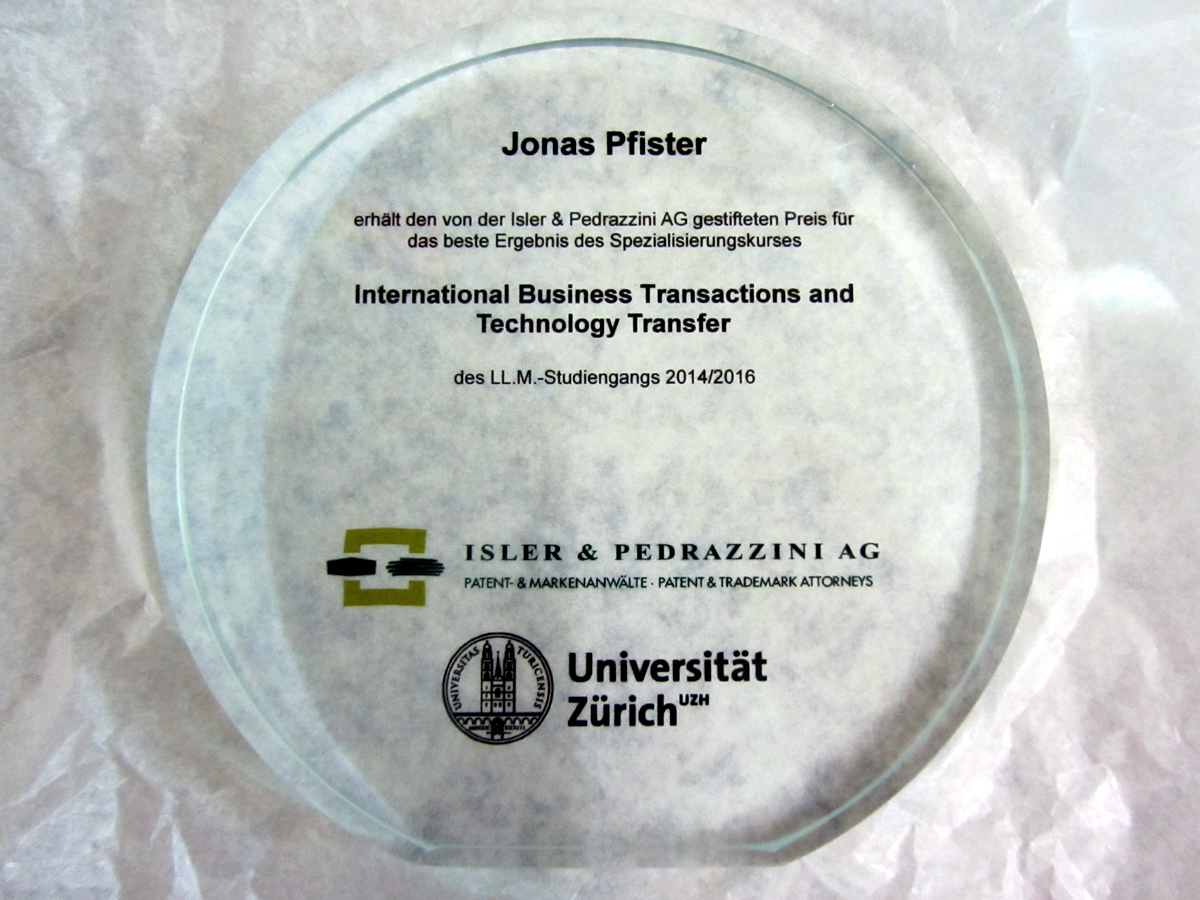 Jonas Pfister
erhält den von der Isler & Pedrazzini AG gestifteten Preis für
das beste Ergebnis des Spezialisierungskurses
International Business Transactions and
Technology Transfer
des LL.M.-Studiengangs 2014/2016
ISLER & PEDRAZZINI AG
PATENT- & MARKENANWÄLTE · PATENT & TRADEMARK ATTORNEYS
UNIVERSITAS TURICENSIS
Universität
Zürich UZH